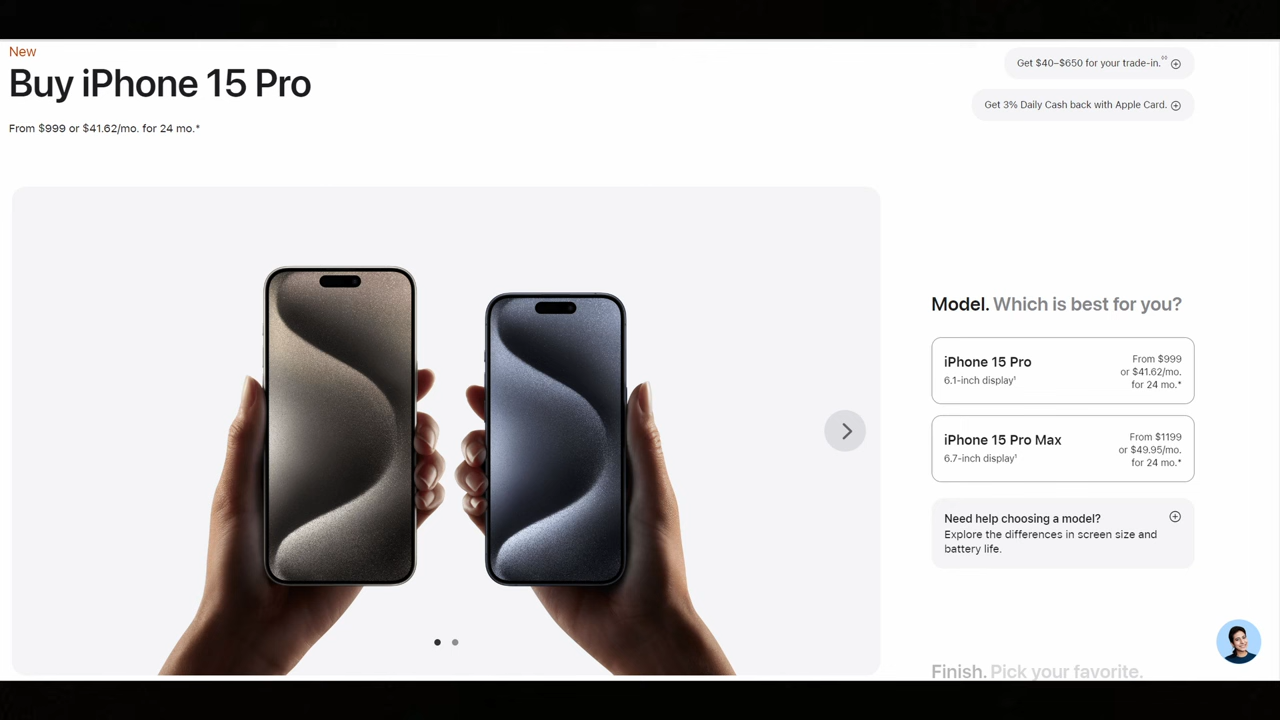 New
Buy iPhone 15 Pro
From $999 or $41.62/mo. for 24 mo.*
Get $40–$650 for your trade-in.◊◊
Get 3% Daily Cash back with Apple Card.
Model. Which is best for you?
iPhone 15 Pro
6.1-inch display¹
From $999
or $41.62/mo.
for 24 mo.*
iPhone 15 Pro Max
6.7-inch display¹
From $1199
or $49.95/mo.
for 24 mo.*
Need help choosing a model?
Explore the differences in screen size and
battery life.
Finish. Pick your favorite.